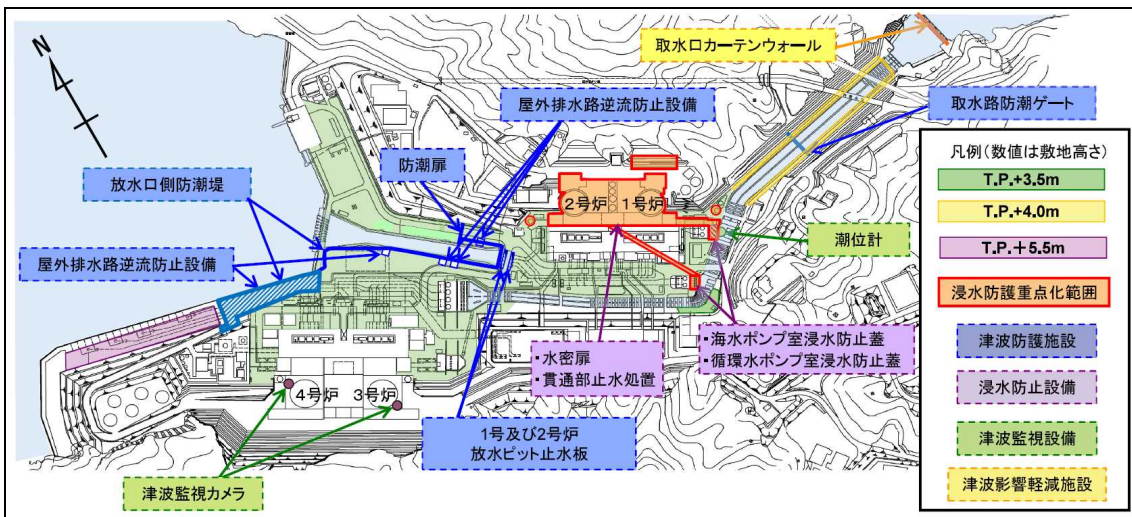 N
取水口カーテンウォール
取水路防潮ゲート
屋外排水路逆流防止設備
防潮扉
放水口側防潮堤
屋外排水路逆流防止設備
2号炉
1号炉
潮位計
・海水ポンプ室浸水防止蓋
・循環水ポンプ室浸水防止蓋
・水密扉
・貫通部止水処置
4号炉
3号炉
1号及び2号炉
放水ピット止水板
津波監視カメラ
凡例(数値は敷地高さ)
T.P.+3.5m
T.P.+4.0m
T.P.+5.5m
浸水防護重点化範囲
津波防護施設
浸水防止設備
津波監視設備
津波影響軽減施設